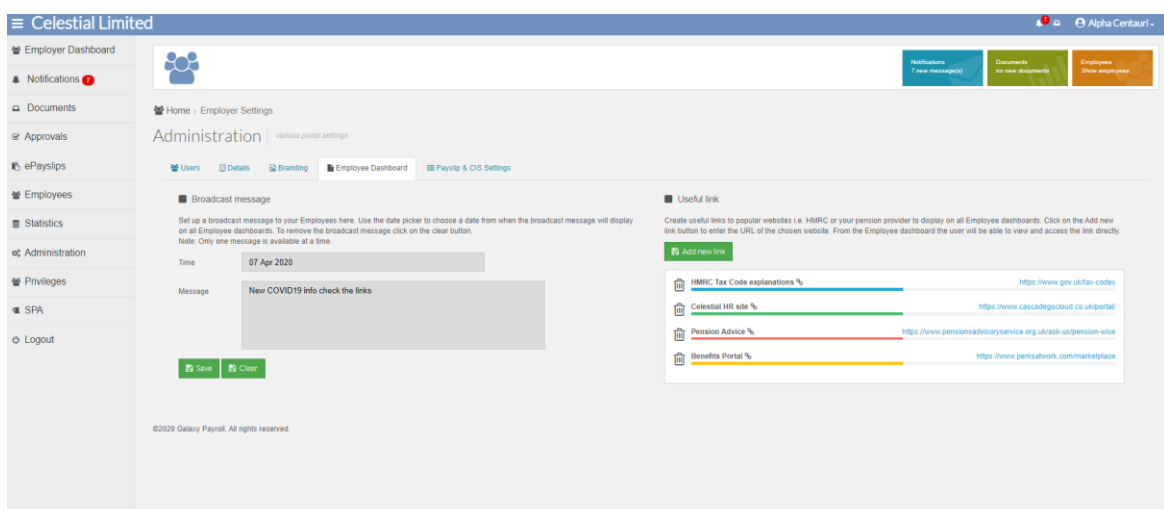 Celestial Limited
7
Alpha Centauri
Employer Dashboard
Notifications 7
Documents
Approvals
ePayslips
Employees
Statistics
Administration
Privileges
SPA
Logout
Notifications
7 new message(s)
Documents
no new documents
Employees
Show employees
Home > Employer Settings
Administration various portal settings
Users Details Branding Employee Dashboard Payslip & CIS Settings
Broadcast message
Set up a broadcast message to your Employees here. Use the date picker to choose a date from when the broadcast message will display
on all Employee dashboards. To remove the broadcast message click on the clear button.
Note: Only one message is available at a time.
Time 07 Apr 2020
Message New COVID19 info check the links
Save Clear
Useful link
Create useful links to popular websites i.e. HMRC or your pension provider to display on all Employee dashboards. Click on the Add new
link button to enter the URL of the chosen website. From the Employee dashboard the user will be able to view and access the link directly.
Add new link
HMRC Tax Code explanations https://www.gov.uk/tax-codes
Celestial HR site https://www.cascadegocloud.co.uk/portal/
Pension Advice https://www.pensionsadvisoryservice.org.uk/ask-us/pension-wise
Benefits Portal https://www.perksatwork.com/marketplace
©2020 Galaxy Payroll. All rights reserved.